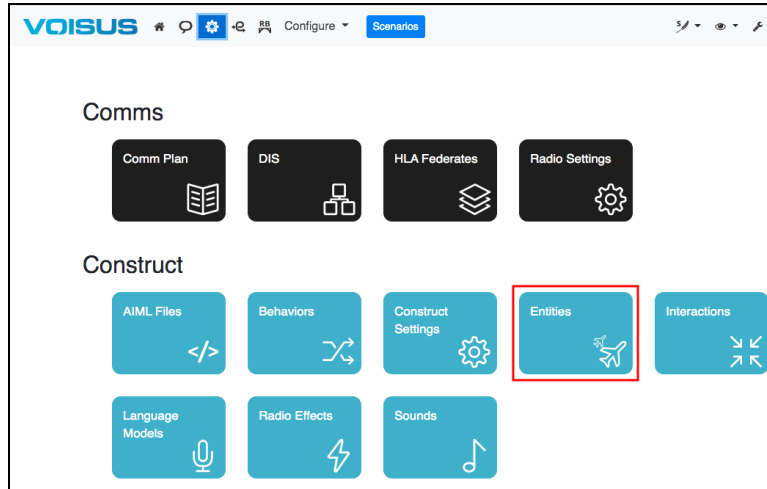 VOISUS RB Configure Scenarios
Comms
Comm Plan
DIS
HLA Federates
Radio Settings
Construct
AIML Files
</>
Behaviors
Construct
Settings
Entities
Interactions
Language
Models
Radio Effects
Sounds